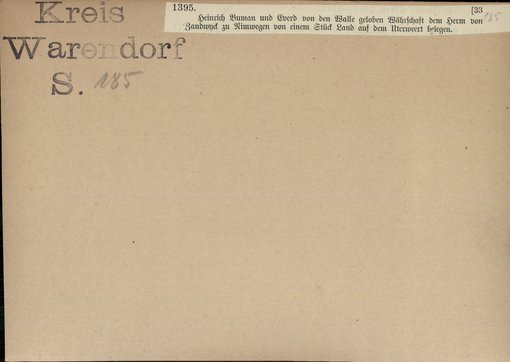 Kreis
Warendorf
S. 185
1395. [33
185
Heinrich Buman und Everd von den Walle geloben Währschaft dem Herrn von
Zandwyck zu Nimwegen von einem Stück Land auf dem Uterweert belegen.